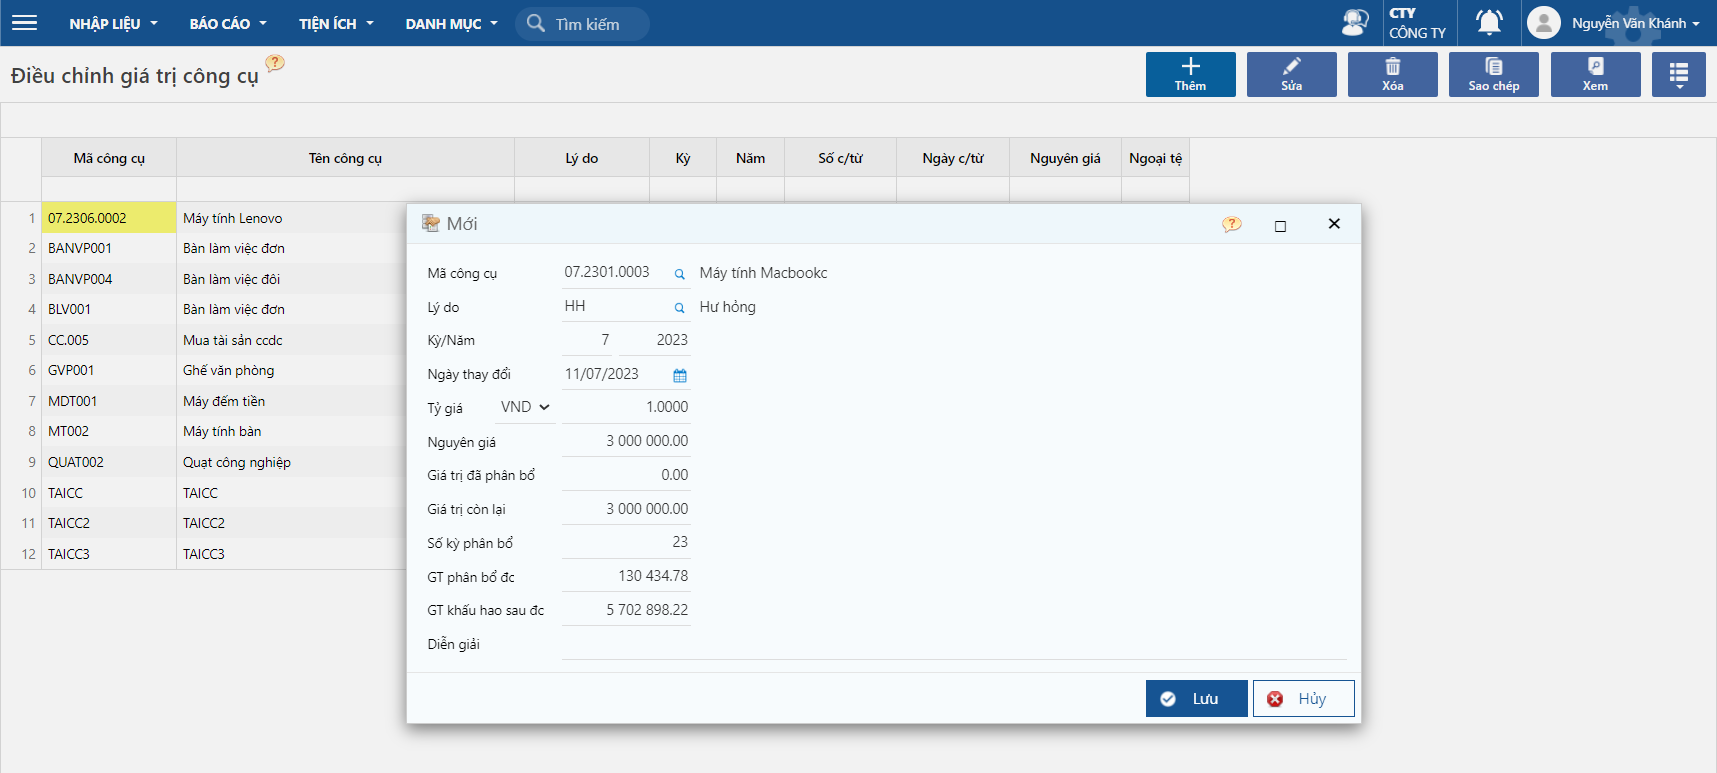 NHẬP LIỆU BÁO CÁO TIỆN ÍCH DANH MỤC Tìm kiếm CTY CÔNG TY Nguyễn Văn Khánh
Điều chỉnh giá trị công cụ ? Thêm Sửa Xóa Sao chép Xem
Mã công cụ Tên công cụ Lý do Kỳ Năm Số c/từ Ngày c/từ Nguyên giá Ngoại tệ
1 07.2306.0002 Máy tính Lenovo
2 BANVP001 Bàn làm việc đơn
3 BANVP004 Bàn làm việc đôi
4 BLV001 Bàn làm việc đơn
5 CC.005 Mua tài sản ccdc
6 GVP001 Ghế văn phòng
7 MDT001 Máy đếm tiền
8 MT002 Máy tính bàn
9 QUAT002 Quạt công nghiệp
10 TAICC TAICC
11 TAICC2 TAICC2
12 TAICC3 TAICC3
Mới ?
Mã công cụ 07.2301.0003 Máy tính Macbookc
Lý do HH Hư hỏng
Kỳ/Năm 7 2023
Ngày thay đổi 11/07/2023
Tỷ giá VND 1.0000
Nguyên giá 3 000 000.00
Giá trị đã phân bổ 0.00
Giá trị còn lại 3 000 000.00
Số kỳ phân bổ 23
GT phân bổ đc 130 434.78
GT khấu hao sau đc 5 702 898.22
Diễn giải
Lưu Hủy